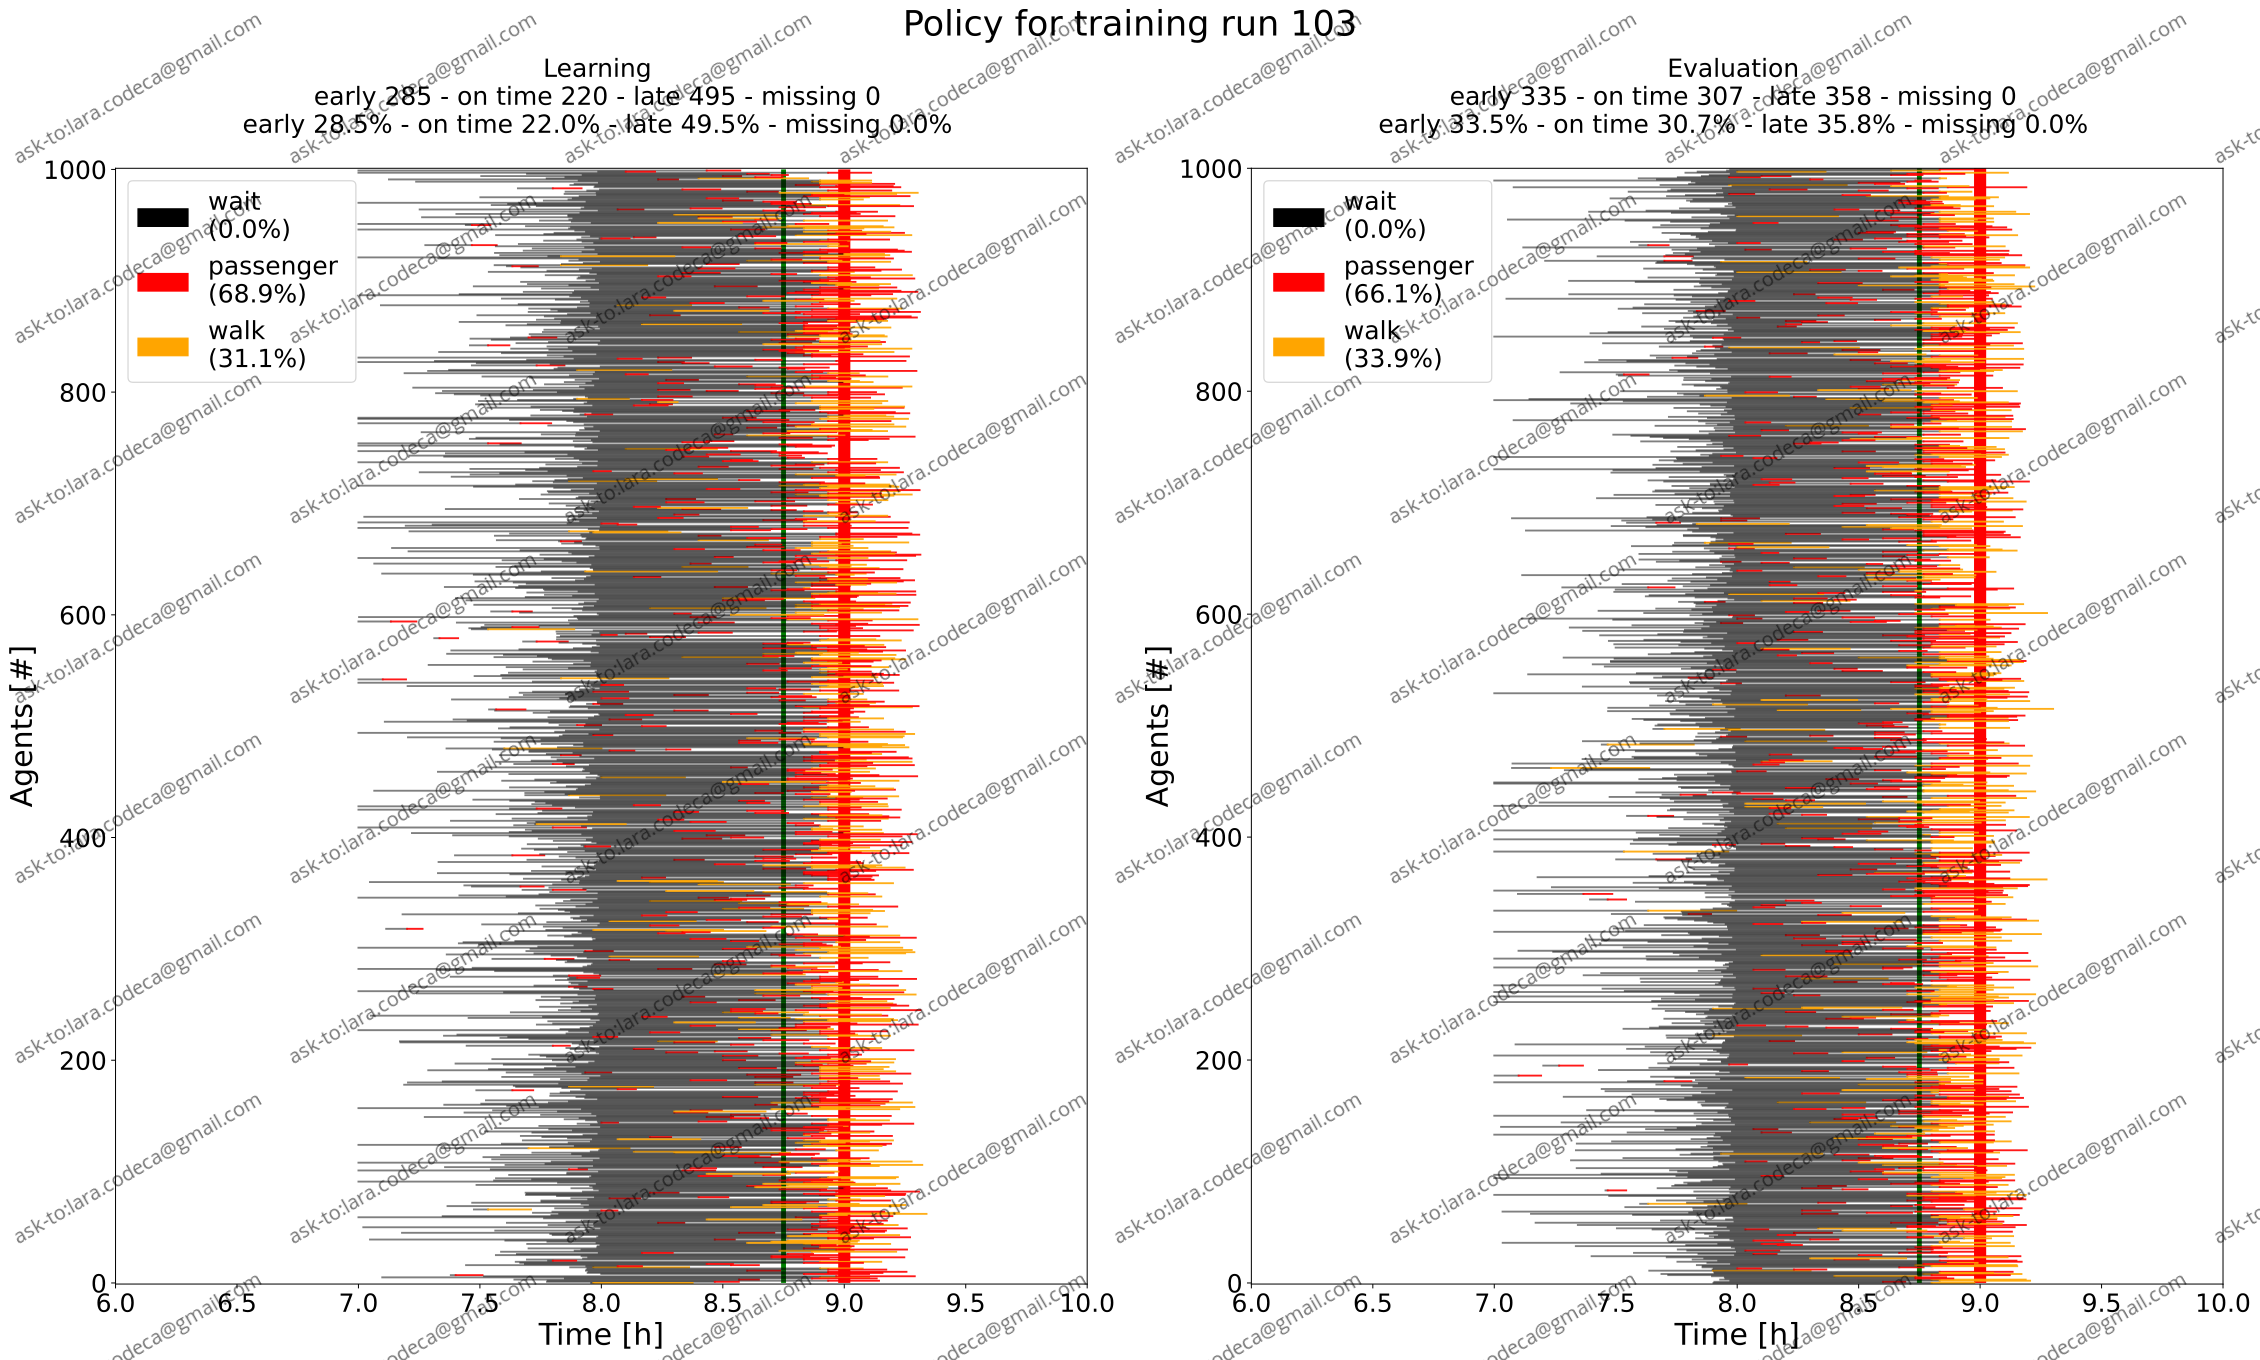 Policy for training run 103
Learning
early 285 - on time 220 - late 495 - missing 0
early 28.5% - on time 22.0% - late 49.5% - missing 0.0%
wait
(0.0%)
passenger
(68.9%)
walk
(31.1%)
1000
800
600
400
200
0
Agents [#]
6.0 6.5 7.0 7.5 8.0 8.5 9.0 9.5 10.0
Time [h]
Evaluation
early 335 - on time 307 - late 358 - missing 0
early 33.5% - on time 30.7% - late 35.8% - missing 0.0%
wait
(0.0%)
passenger
(66.1%)
walk
(33.9%)
1000
800
600
400
200
0
Agents [#]
6.0 6.5 7.0 7.5 8.0 8.5 9.0 9.5 10.0
Time [h]
ask-to:lara.codeca@gmail.com